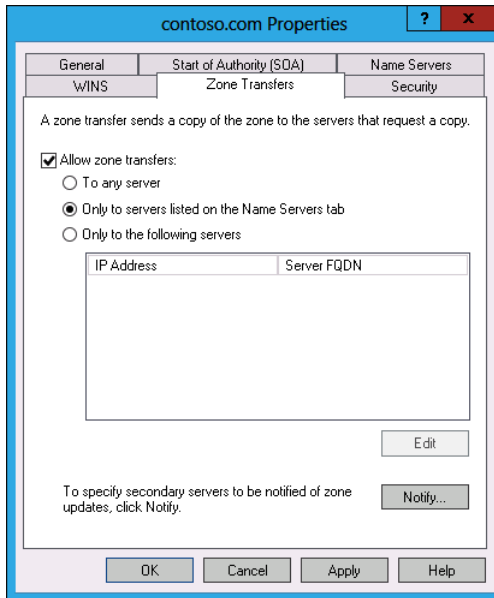 contoso.com Properties
?
x
General
Start of Authority (SOA)
Name Servers
WINS
Zone Transfers
Security
A zone transfer sends a copy of the zone to the servers that request a copy.
Allow zone transfers:
To any server
Only to servers listed on the Name Servers tab
Only to the following servers
IP Address
Server FQDN
Edit
To specify secondary servers to be notified of zone
updates, click Notify.
Notify...
OK
Cancel
Apply
Help